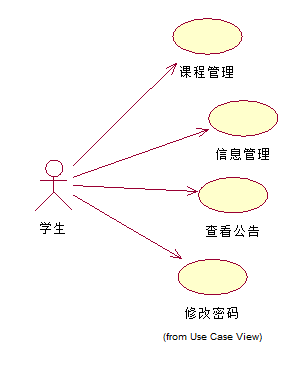 课程管理
信息管理
学生
查看公告
修改密码
(from Use Case View)